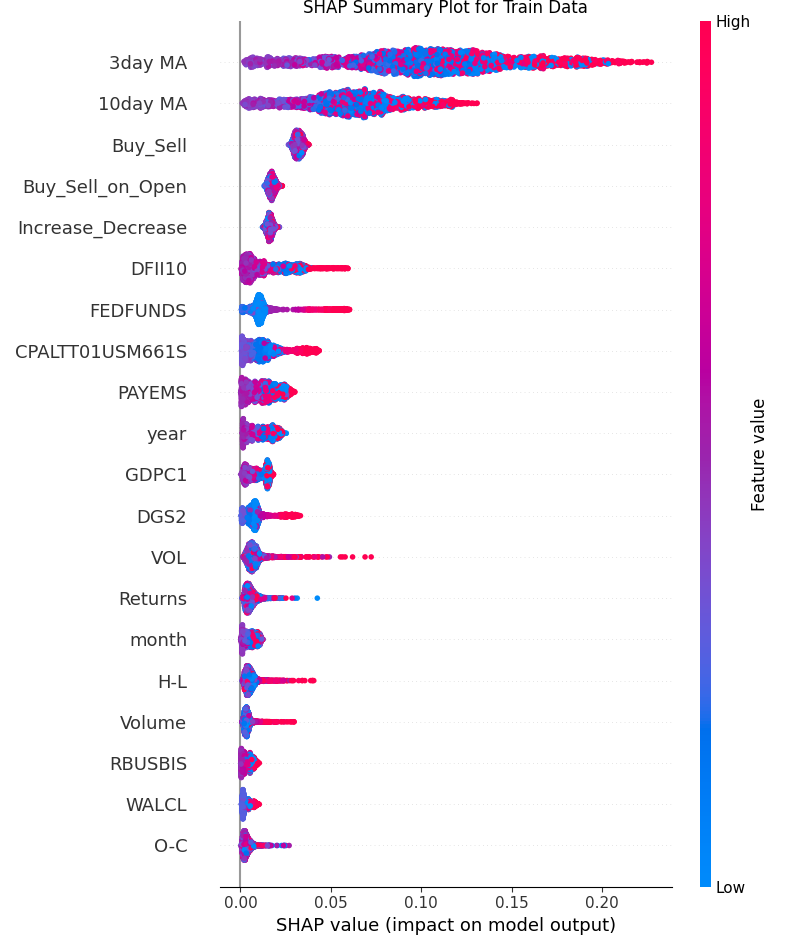 SHAP Summary Plot for Train Data
High
3day MA
10day MA
Buy_Sell
Buy_Sell_on_Open
Increase_Decrease
DFII10
FEDFUNDS
CPALTT01USM661S
PAYEMS
year
GDPC1
DGS2
VOL
Returns
month
H-L
Volume
RBUSBIS
WALCL
O-C
Feature value
Low
0.00 0.05 0.10 0.15 0.20
SHAP value (impact on model output)